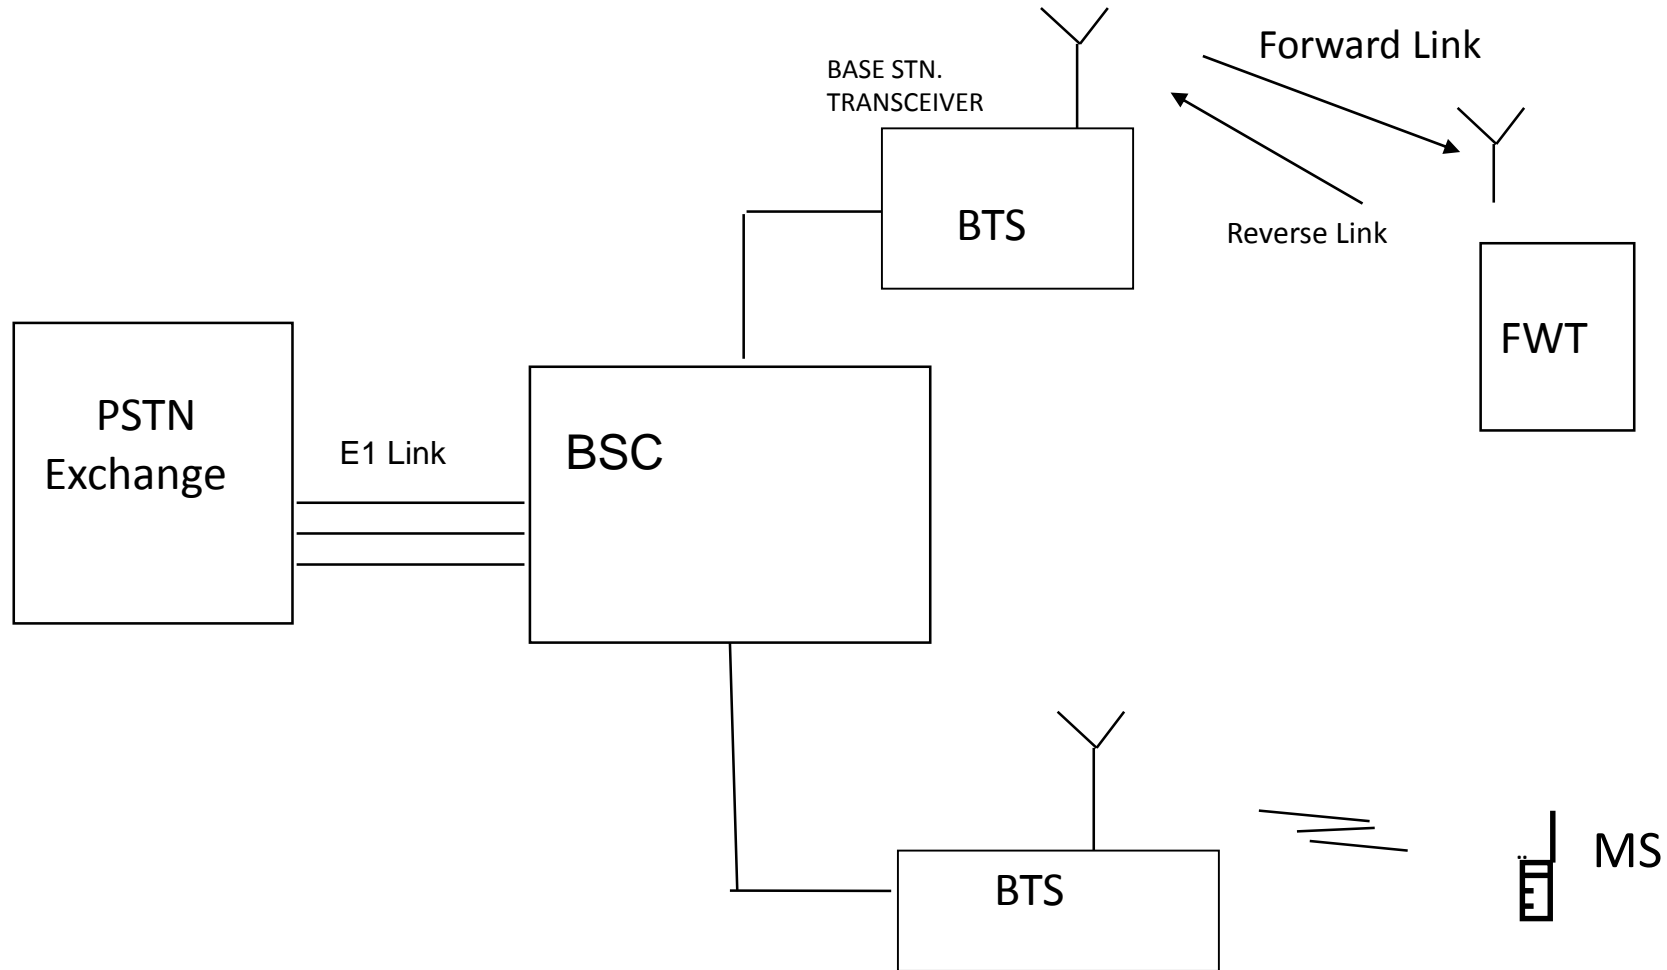 Forward Link
BASE STN.
TRANSCEIVER
BTS
Reverse Link
FWT
PSTN
Exchange
E1 Link
BSC
BTS
MS